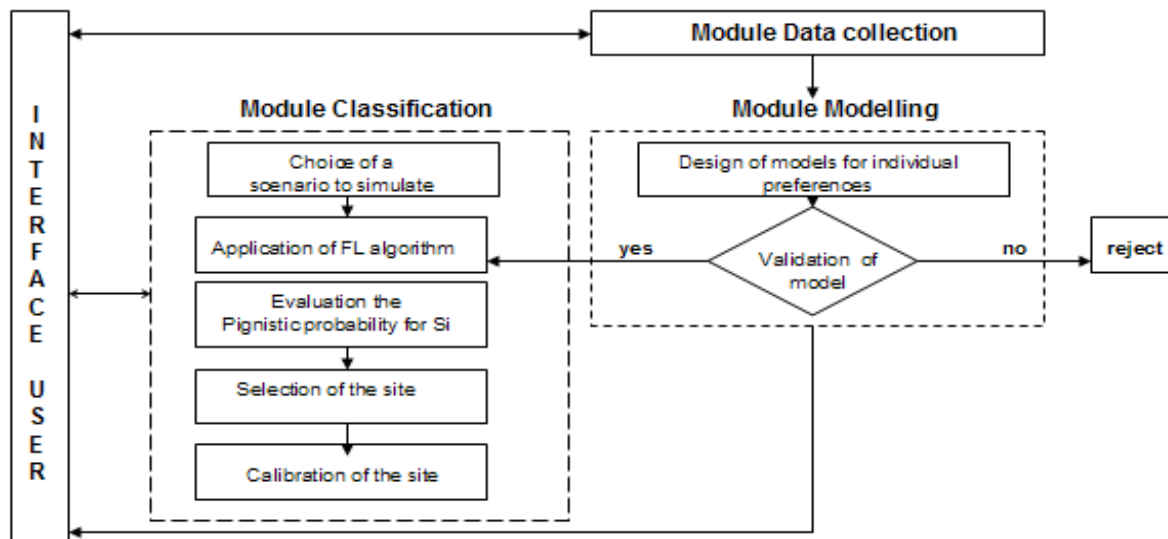 INTERFACE USER
Module Data collection
Module Classification
Module Modelling
Choice of a
scenario to simulate
Design of models for individual
preferences
Application of FL algorithm
yes
Validation of
model
no
reject
Evaluation the
Pignistic probability for Si
Selection of the site
Calibration of the site